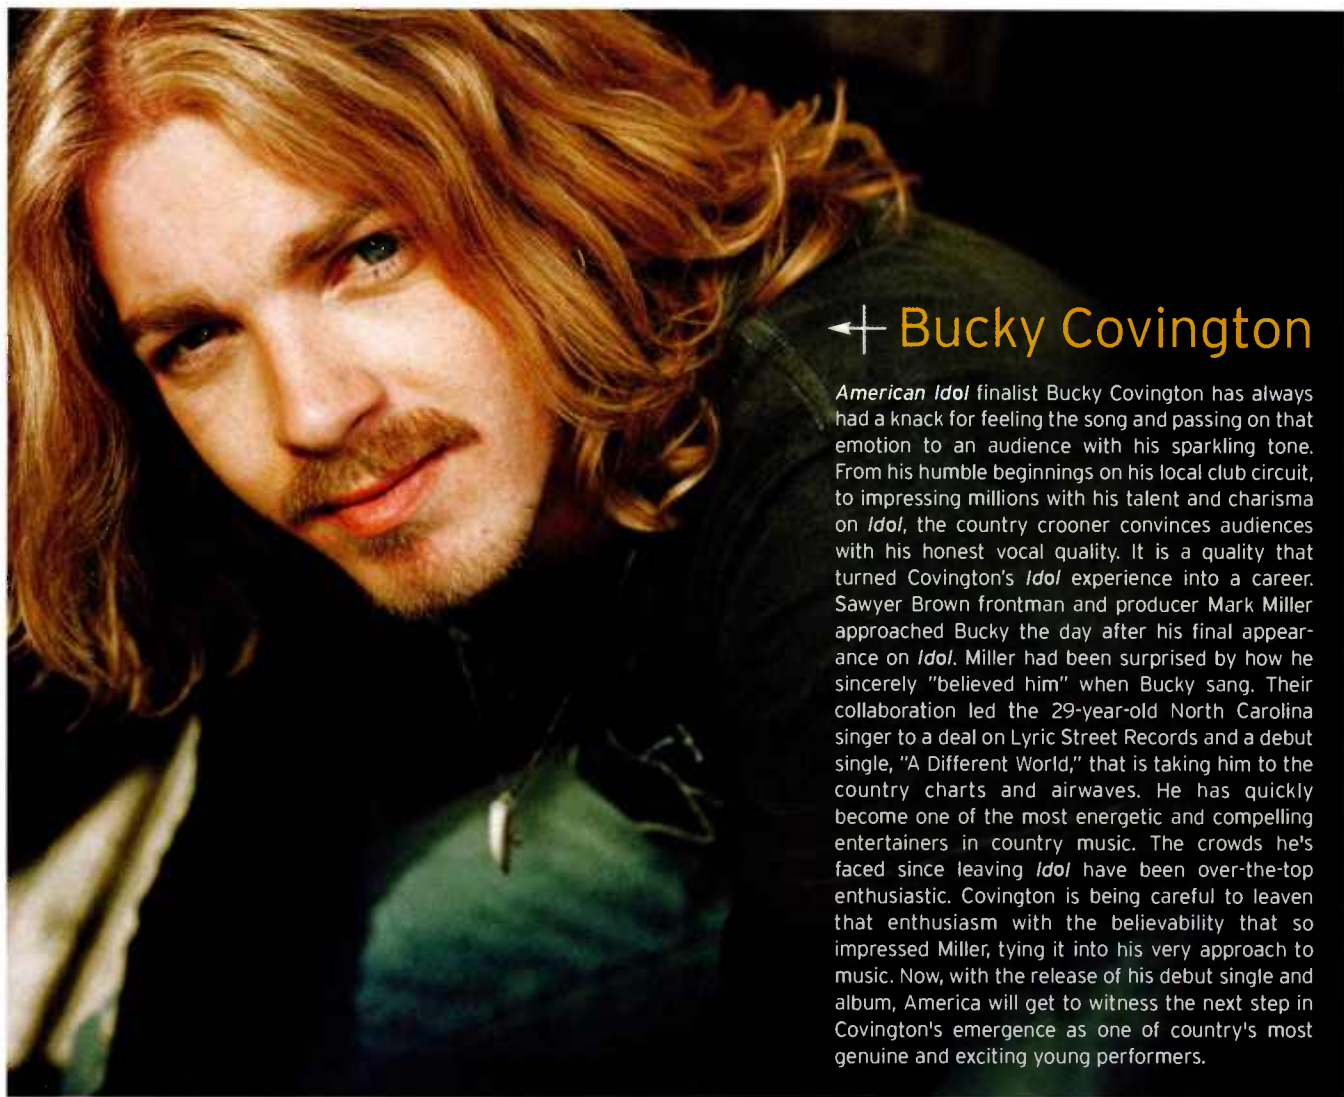 Bucky Covington
American Idol finalist Bucky Covington has always
had a knack for feeling the song and passing on that
emotion to an audience with his sparkling tone.
From his humble beginnings on his local club circuit,
to impressing millions with his talent and charisma
on Idol, the country crooner convinces audiences
with his honest vocal quality. It is a quality that
turned Covington's Idol experience into a career.
Sawyer Brown frontman and producer Mark Miller
approached Bucky the day after his final appear-
ance on Idol. Miller had been surprised by how he
sincerely "believed him" when Bucky sang. Their
collaboration led the 29-year-old North Carolina
singer to a deal on Lyric Street Records and a debut
single, "A Different World," that is taking him to the
country charts and airwaves. He has quickly
become one of the most energetic and compelling
entertainers in country music. The crowds he's
faced since leaving Idol have been over-the-top
enthusiastic. Covington is being careful to leaven
that enthusiasm with the believability that so
impressed Miller, tying it into his very approach to
music. Now, with the release of his debut single and
album, America will get to witness the next step in
Covington's emergence as one of country's most
genuine and exciting young performers.